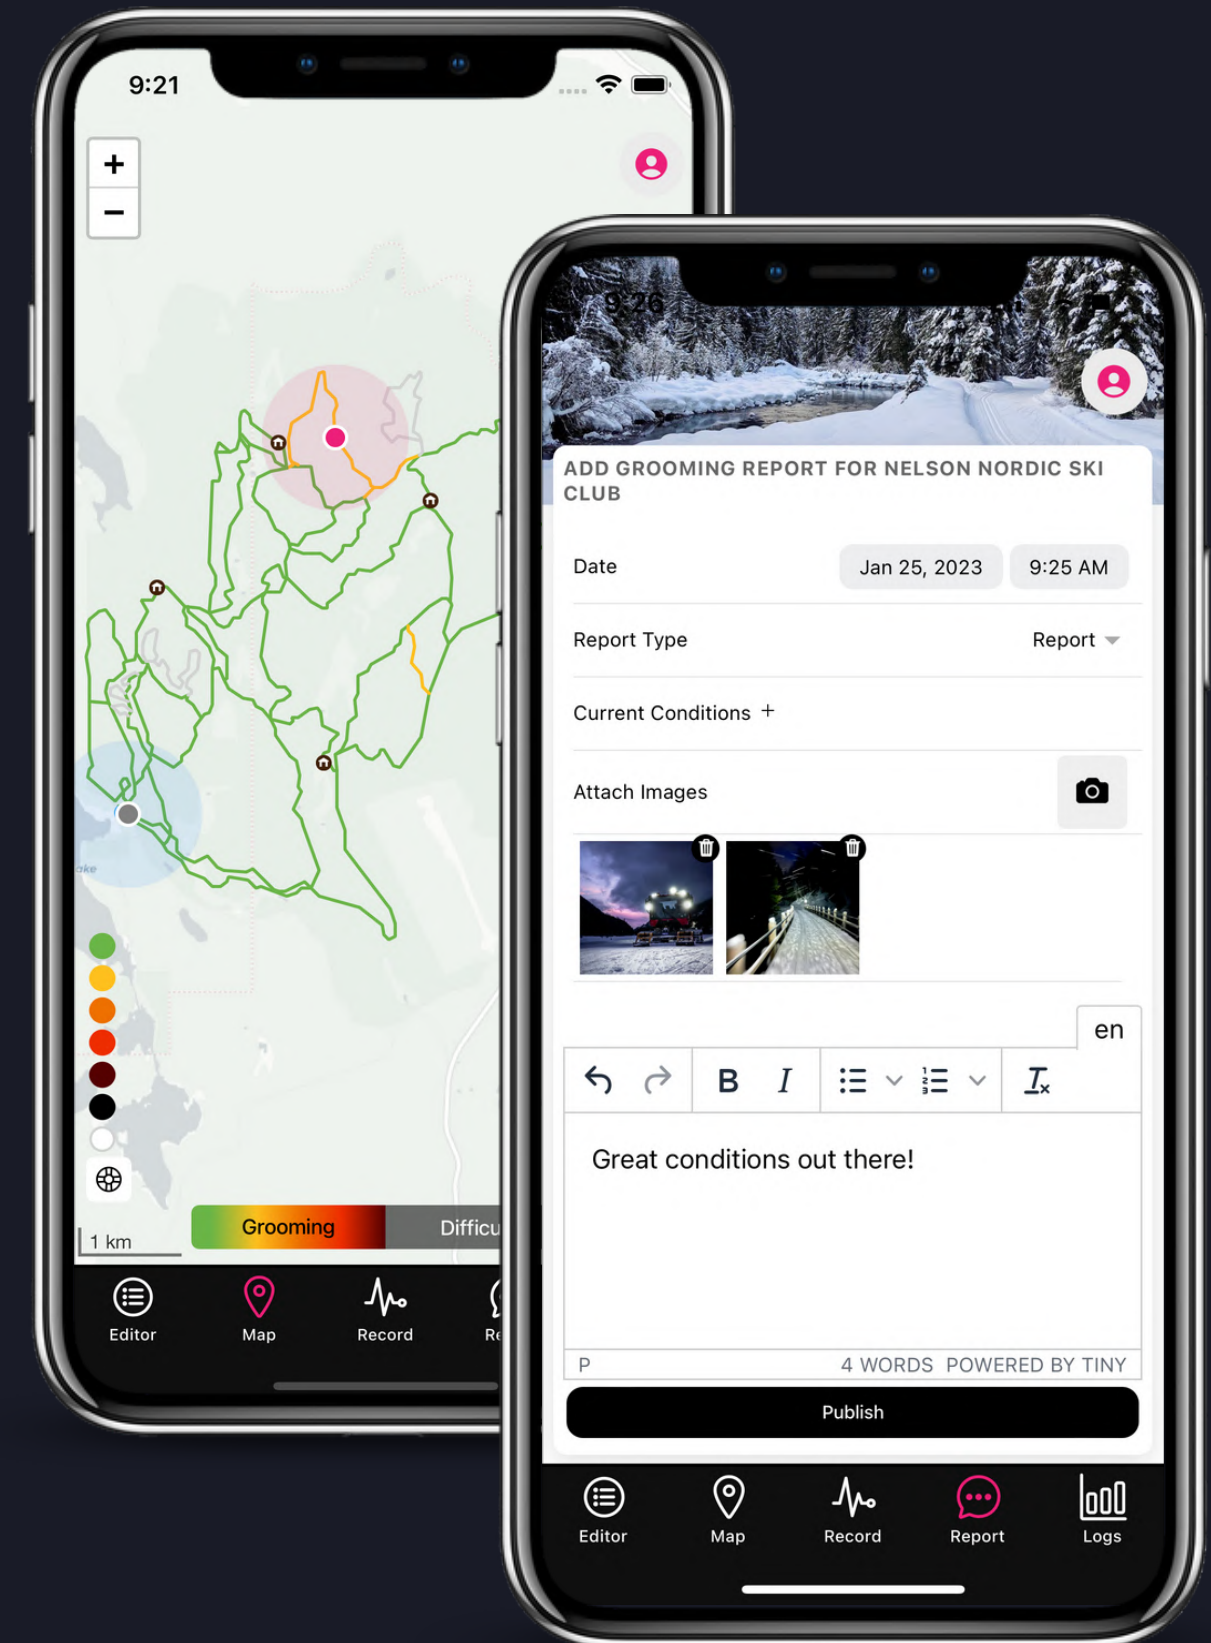 9:21
+
−
ake
Grooming
Difficu
1 km
Editor
Map
Record
Re
9:26
ADD GROOMING REPORT FOR NELSON NORDIC SKI
CLUB
Date
Jan 25, 2023
9:25 AM
Report Type
Report
Current Conditions +
Attach Images
en
B I
Great conditions out there!
P
4 WORDS POWERED BY TINY
Publish
Editor
Map
Record
Report
Logs